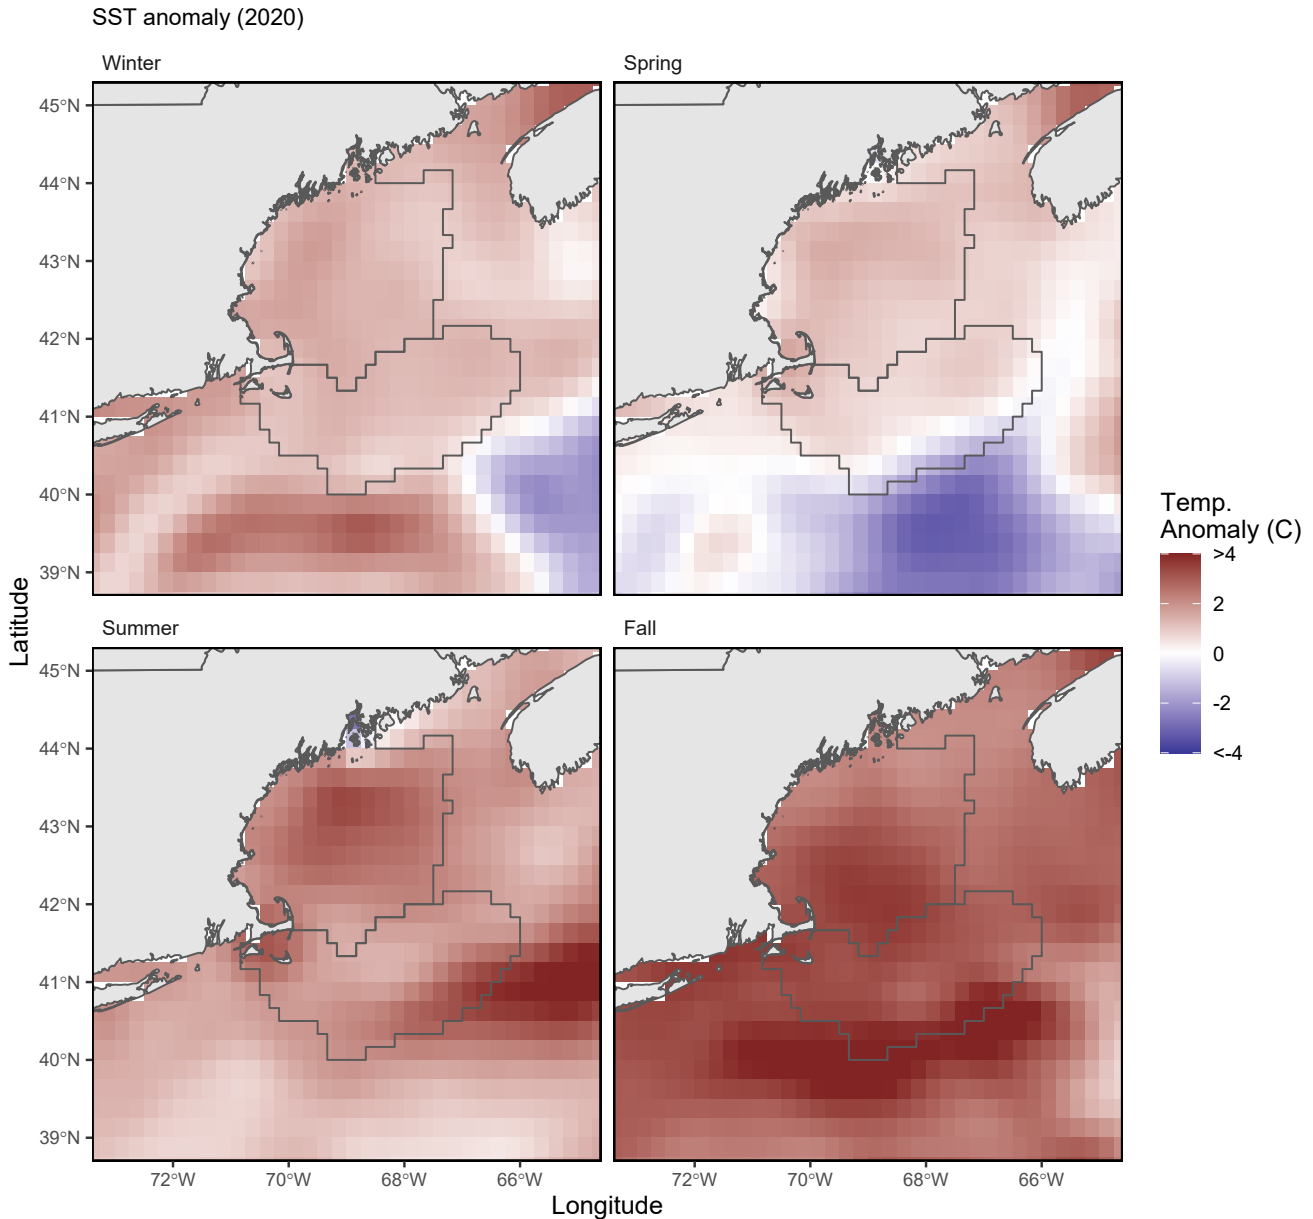 SST anomaly (2020)
Winter
Spring
45°N
44°N
43°N
42°N
41°N
40°N
39°N
Summer
Fall
45°N
44°N
43°N
42°N
41°N
40°N
39°N
72°W
70°W
68°W
66°W
72°W
70°W
68°W
66°W
Longitude
Latitude
Temp.
Anomaly (C)
>4
2
0
-2
<-4